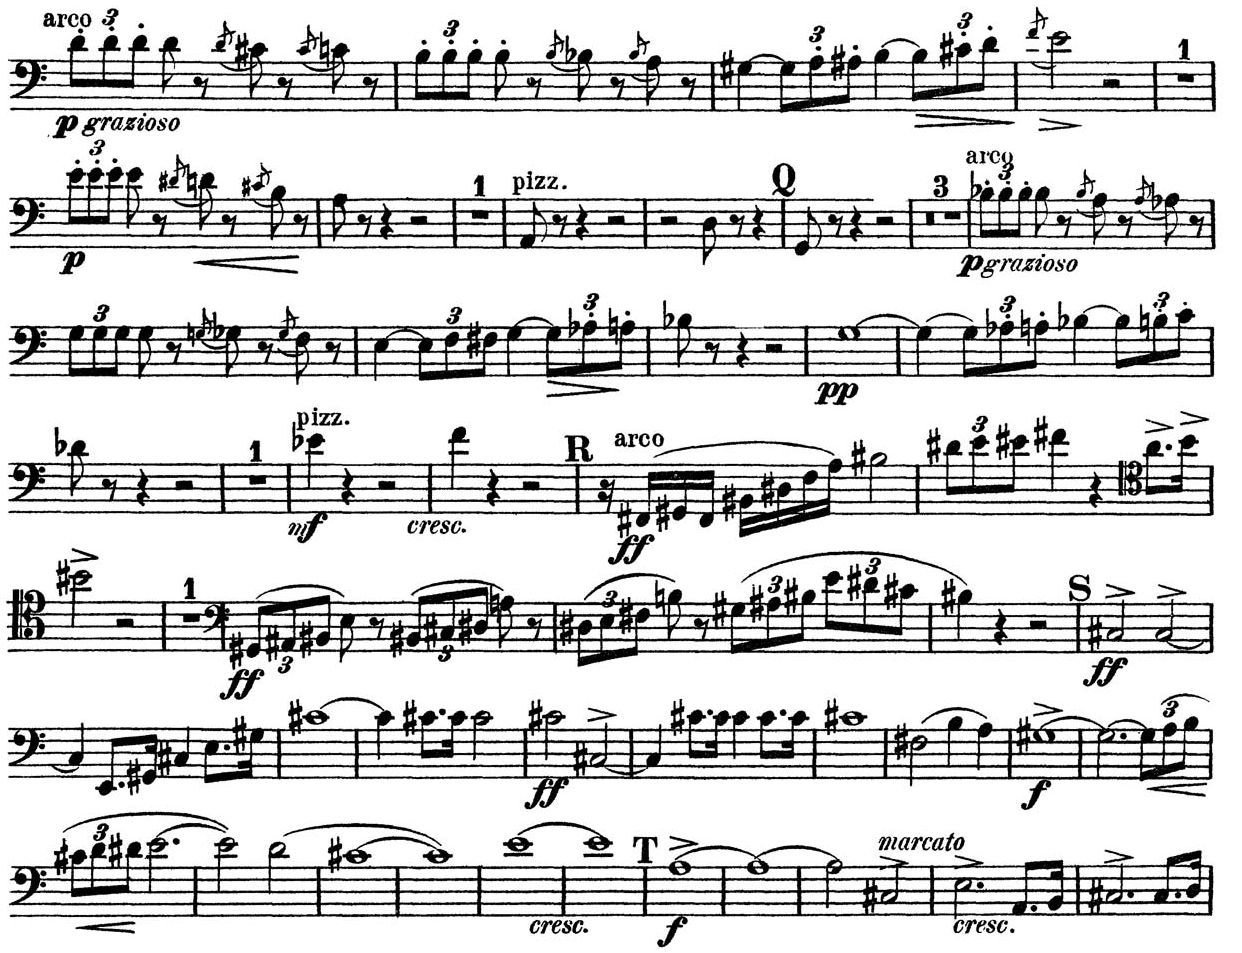 arco 3
3 3 3 1
p grazioso
3 1 pizz. Q 3 arco 3
p p grazioso
3 3 3 3 3
pp
pizz. 1 R arco 3
mf cresc. ff
1 3 3 3 3 3 S
ff ff
3
ff f
3 T marcato
cresc. f cresc.